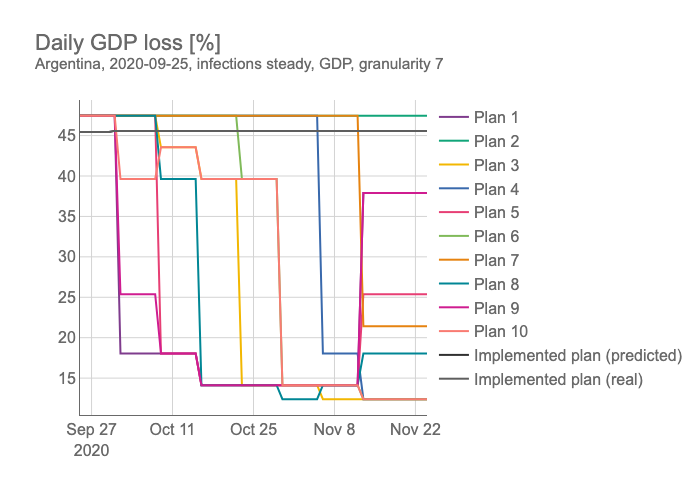 Daily GDP loss [%]
Argentina, 2020-09-25, infections steady, GDP, granularity 7
45
40
35
30
25
20
15
Sep 27
2020
Oct 11
Oct 25
Nov 8
Nov 22
Plan 1
Plan 2
Plan 3
Plan 4
Plan 5
Plan 6
Plan 7
Plan 8
Plan 9
Plan 10
Implemented plan (predicted)
Implemented plan (real)